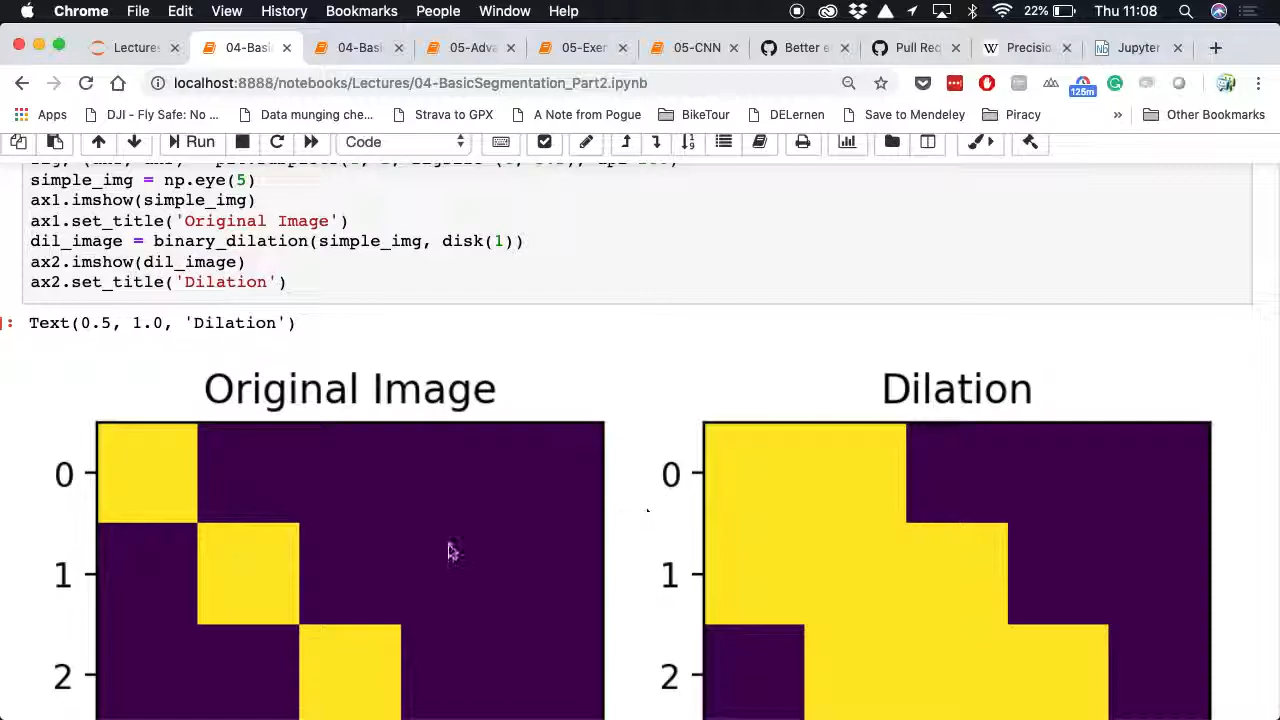 Chrome File Edit View History Bookmarks People Window Help 22% Thu 11:08
Lectures 04-Basi 04-Basi 05-Adva 05-Exer 05-CNN Better e Pull Req Precisio Jupyter
localhost:8888/notebooks/Lectures/04-BasicSegmentation_Part2.ipynb 125m
Apps DJI - Fly Safe: No ... Data munging che... Strava to GPX A Note from Pogue BikeTour DELernen Save to Mendeley Piracy » Other Bookmarks
Run Code
simple_img = np.eye(5)
ax1.imshow(simple_img)
ax1.set_title('Original Image')
dil_image = binary_dilation(simple_img, disk(1))
ax2.imshow(dil_image)
ax2.set_title('Dilation')
: Text(0.5, 1.0, 'Dilation')
Original Image Dilation
0 0
1 1
2 2